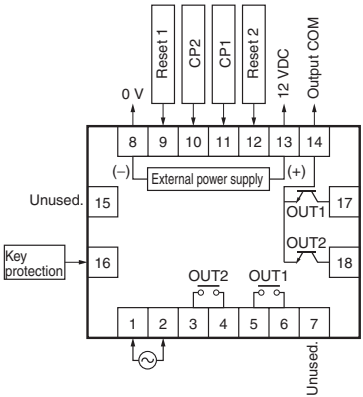 Reset 1
CP2
CP1
Reset 2
12 VDC
Output COM
0 V
8 9 10 11 12 13 14
(−) External power supply (+)
Unused. 15
17
OUT1
Key protection
16
OUT2
18
OUT2 OUT1
1 2 3 4 5 6 7
Unused.